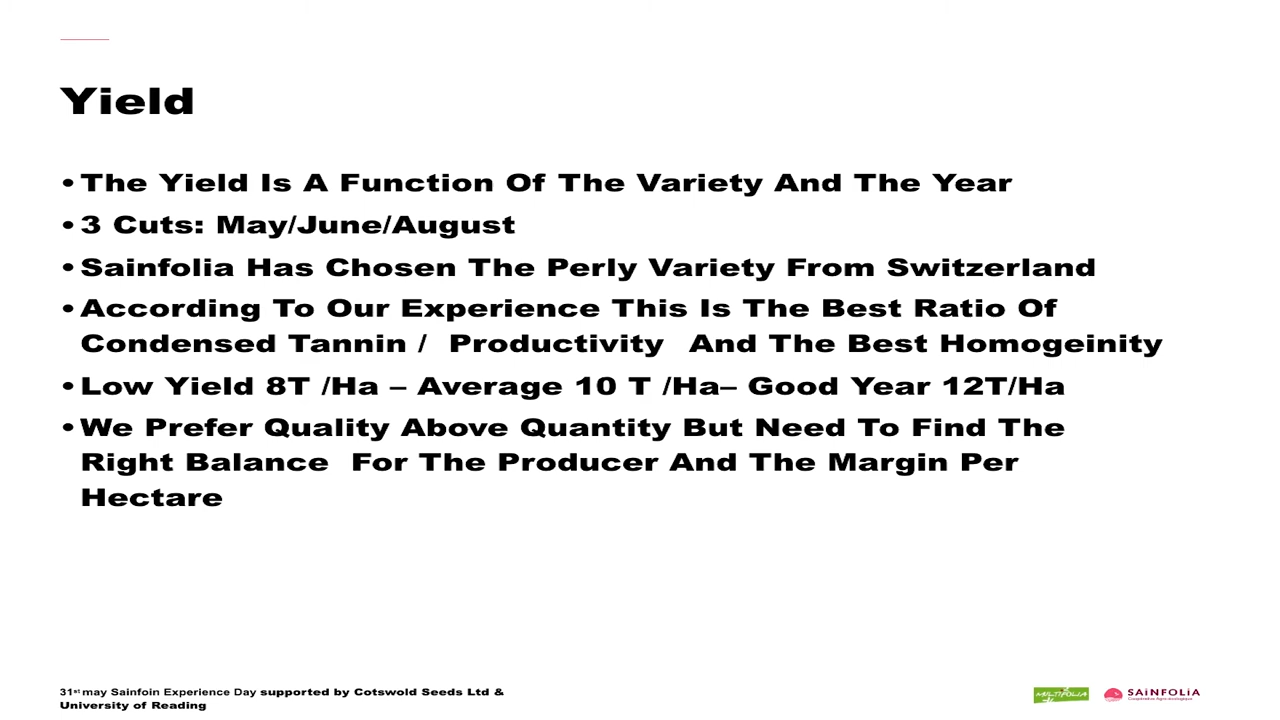 Yield
• The Yield Is A Function Of The Variety And The Year
• 3 Cuts: May/June/August
• Sainfolia Has Chosen The Perly Variety From Switzerland
• According To Our Experience This Is The Best Ratio Of
Condensed Tannin / Productivity And The Best Homogeinity
• Low Yield 8T /Ha – Average 10 T /Ha– Good Year 12T/Ha
• We Prefer Quality Above Quantity But Need To Find The
Right Balance For The Producer And The Margin Per
Hectare
31st may Sainfoin Experience Day supported by Cotswold Seeds Ltd &
University of Reading
MULTIFOLIA
SAiNFOLiA